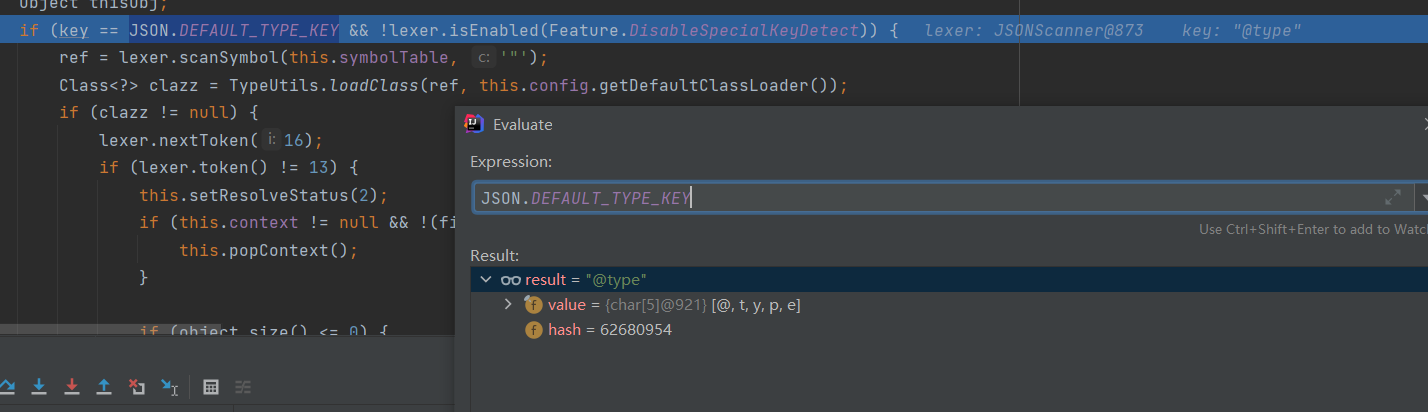 Object thisObj;
if (key == JSON.DEFAULT_TYPE_KEY && !lexer.isEnabled(Feature.DisableSpecialKeyDetect)) {   lexer: JSONScanner@873    key: "@type"
ref = lexer.scanSymbol(this.symbolTable,  c: '"');
Class<?> clazz = TypeUtils.loadClass(ref, this.config.getDefaultClassLoader());
if (clazz != null) {
lexer.nextToken( i: 16);
if (lexer.token() != 13) {
this.setResolveStatus(2);
if (this.context != null && !(fi
this.popContext();
}
if (object.size() <= 0) {
Evaluate
Expression:
JSON.DEFAULT_TYPE_KEY
Use Ctrl+Shift+Enter to add to Watch
Result:
result = "@type"
f value = {char[5]@921} [@, t, y, p, e]
f hash = 62680954